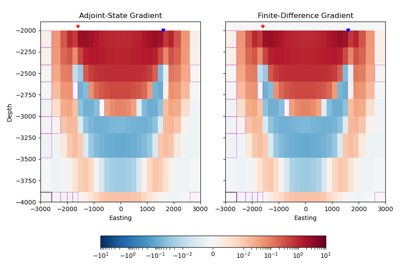 Adjoint-State Gradient
Finite-Difference Gradient
Depth
−2000
−2250
−2500
−2750
−3000
−3250
−3500
−3750
−4000
−3000 −2000 −1000 0 1000 2000 3000
−3000 −2000 −1000 0 1000 2000 3000
Easting
Easting
−10¹ −10⁰ −10⁻¹ −10⁻² 0 10⁻² 10⁻¹ 10⁰ 10¹